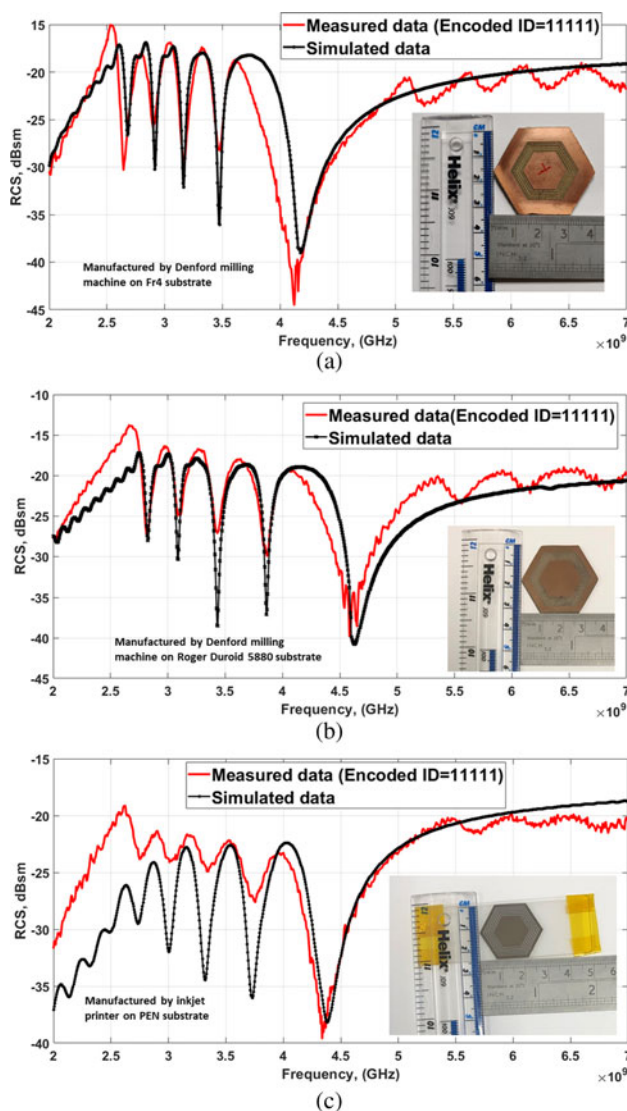 15
-20
-25
-30
-35
-40
-45
RCS, dBsm
Measured data (Encoded ID=11111)
Simulated data
Manufactured by Denford milling
machine on Fr4 substrate
Helix
2 2.5 3 3.5 4 4.5 5 5.5 6 6.5 7
Frequency, (GHz)
×10⁹
(a)
-10
-15
-20
-25
-30
-35
-40
-45
RCS, dBsm
Measured data(Encoded ID=11111)
Simulated data
Manufactured by Denford milling
machine on Roger Duroid 5880 substrate
Helix
2 2.5 3 3.5 4 4.5 5 5.5 6 6.5 7
Frequency, (GHz)
×10⁹
(b)
-15
-20
-25
-30
-35
-40
RCS, dBsm
Measured data (Encoded ID=11111)
Simulated data
Manufactured by inkjet
printer on PEN substrate
Helix
2 2.5 3 3.5 4 4.5 5 5.5 6 6.5 7
Frequency, (GHz)
×10⁹
(c)